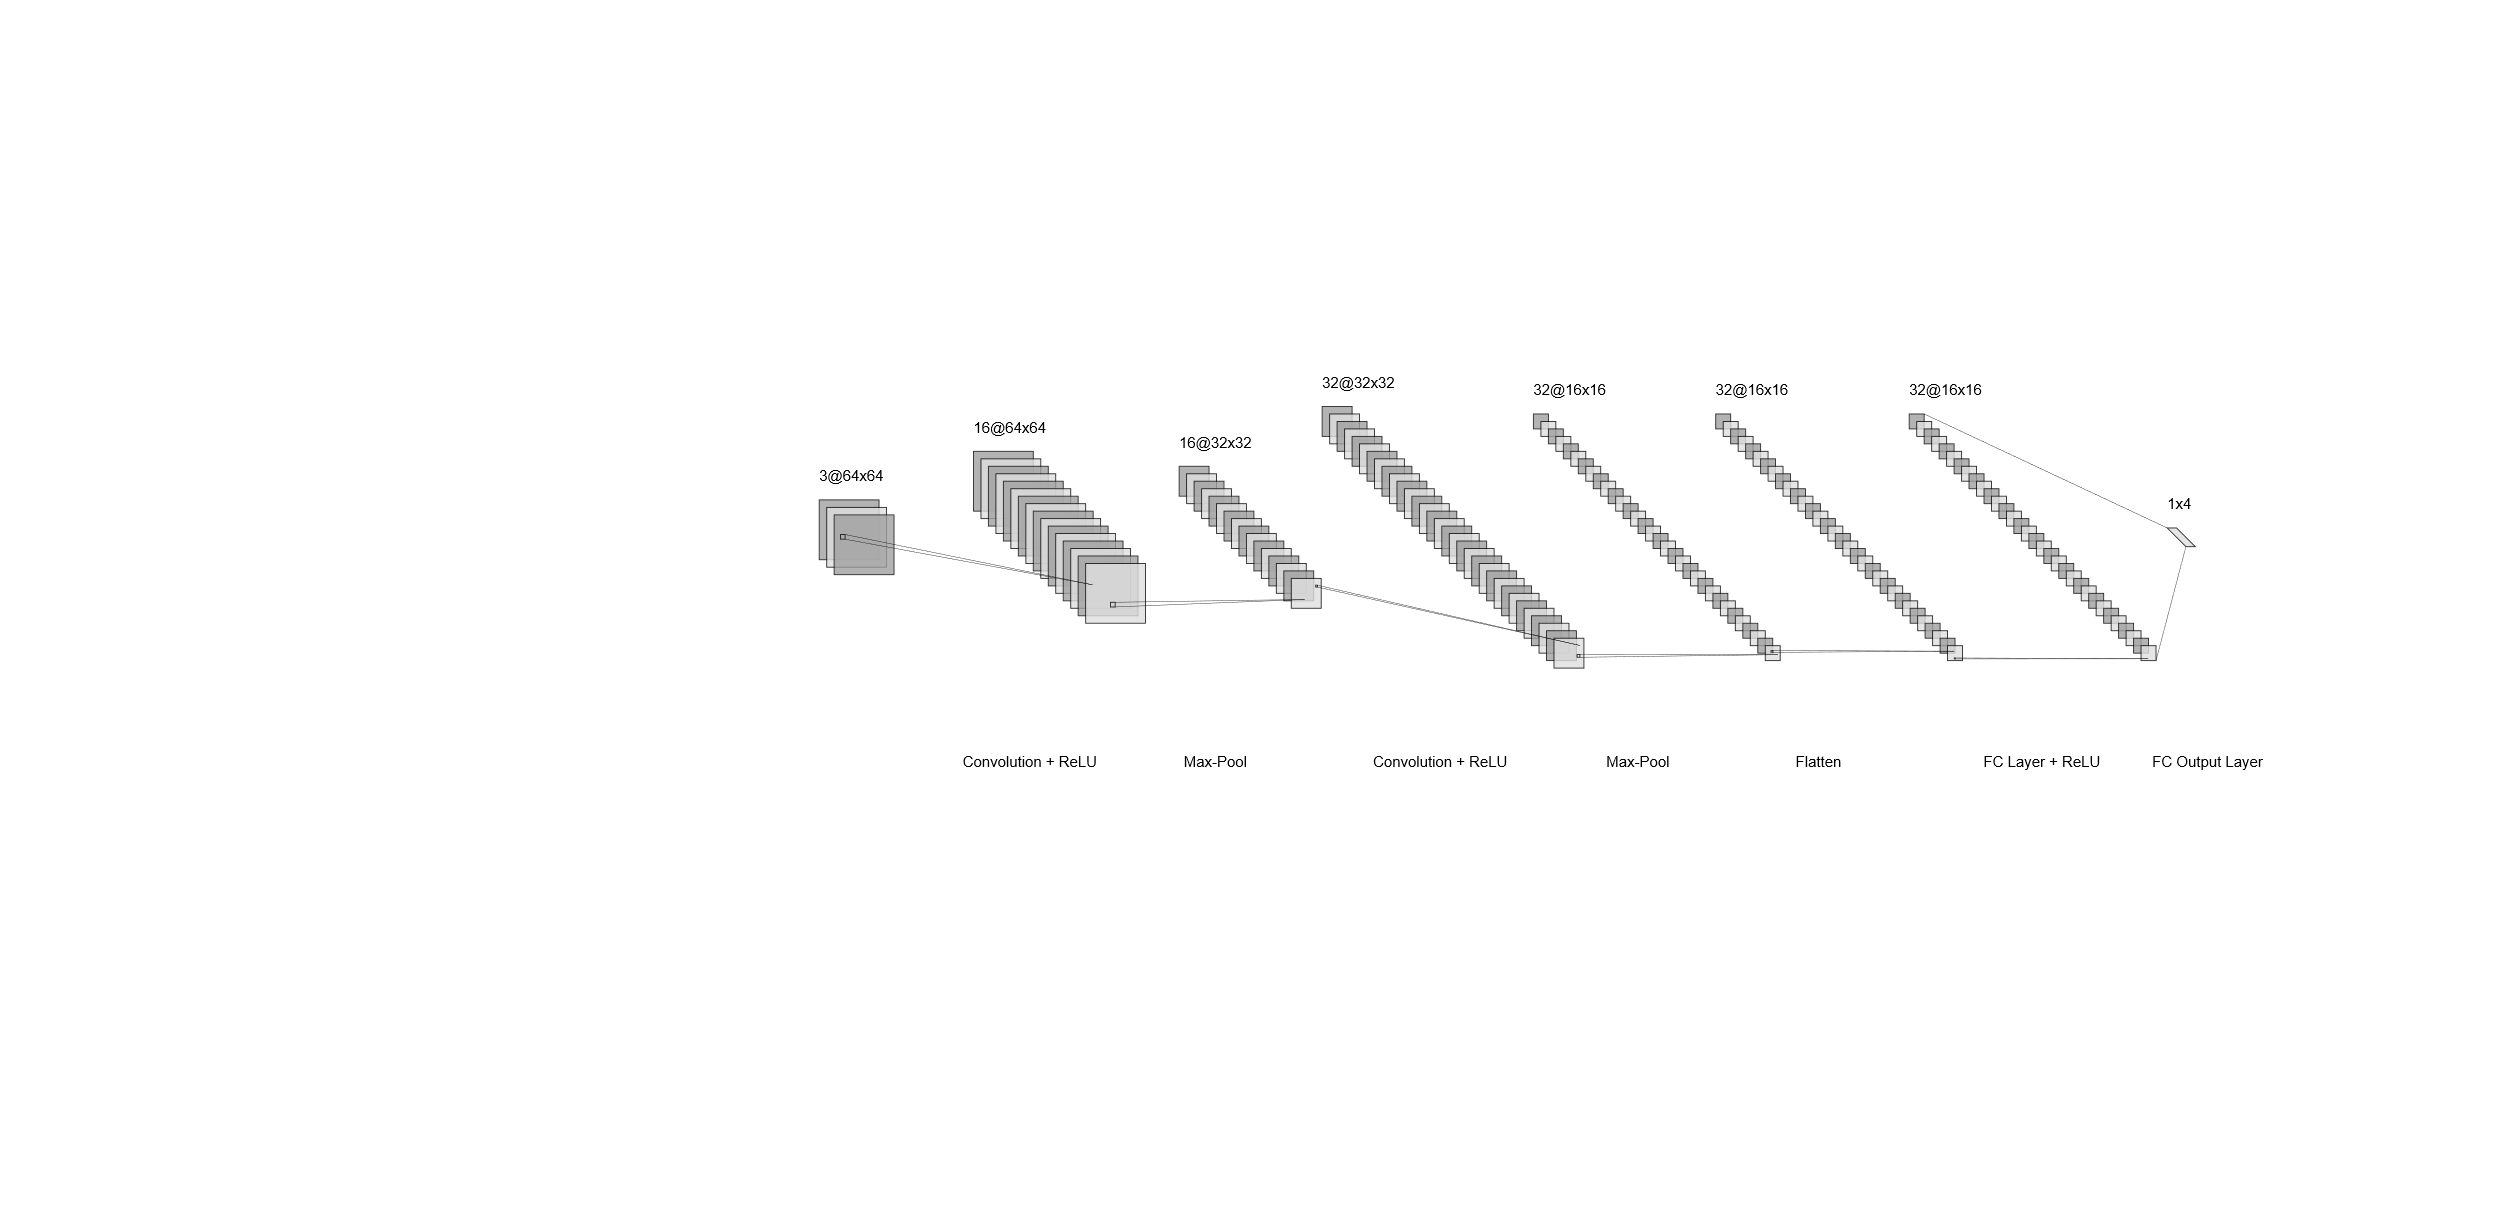 3@64x64
16@64x64
16@32x32
32@32x32
32@16x16
32@16x16
32@16x16
1x4
Convolution + ReLU
Max-Pool
Convolution + ReLU
Max-Pool
Flatten
FC Layer + ReLU
FC Output Layer